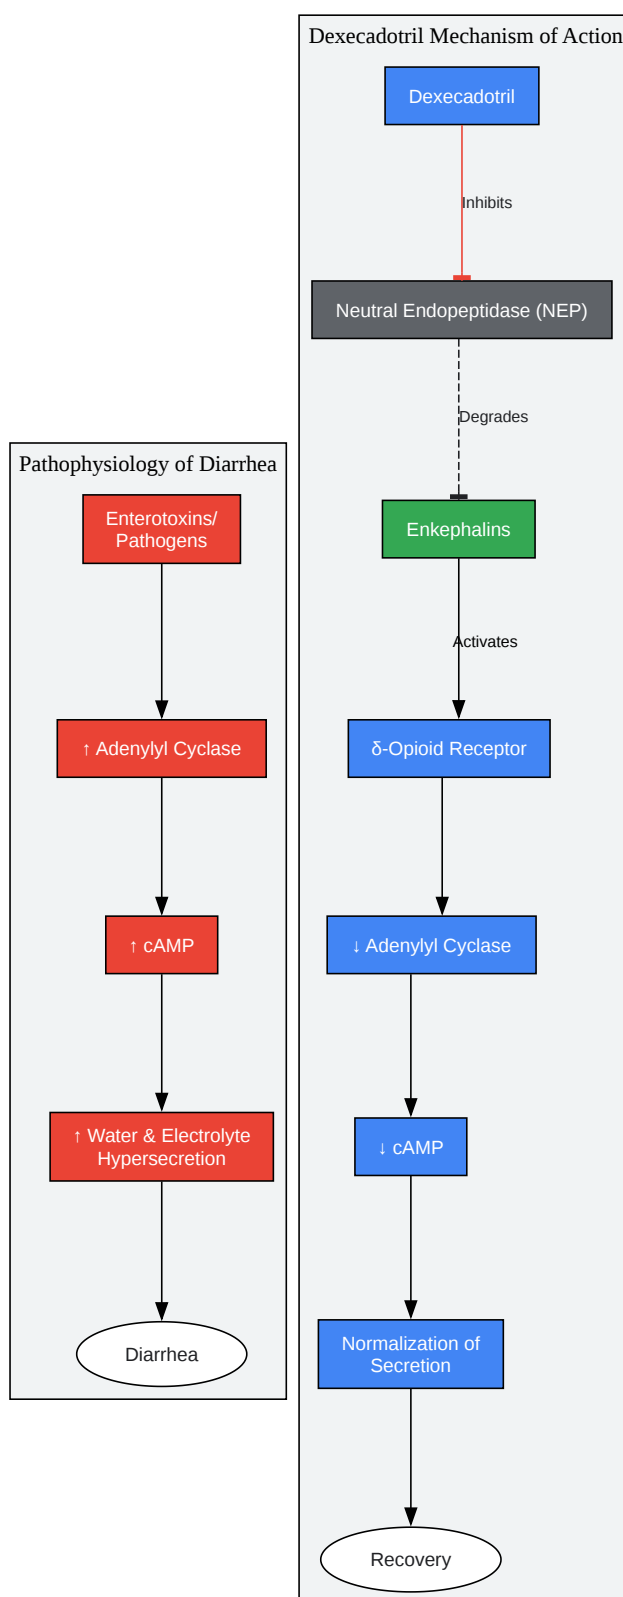 Dexecadotril Mechanism of Action
Dexecadotril
Inhibits
Neutral Endopeptidase (NEP)
Degrades
Enkephalins
Activates
δ-Opioid Receptor
↓ Adenylyl Cyclase
↓ cAMP
Normalization of
Secretion
Recovery
Pathophysiology of Diarrhea
Enterotoxins/
Pathogens
↑ Adenylyl Cyclase
↑ cAMP
↑ Water & Electrolyte
Hypersecretion
Diarrhea